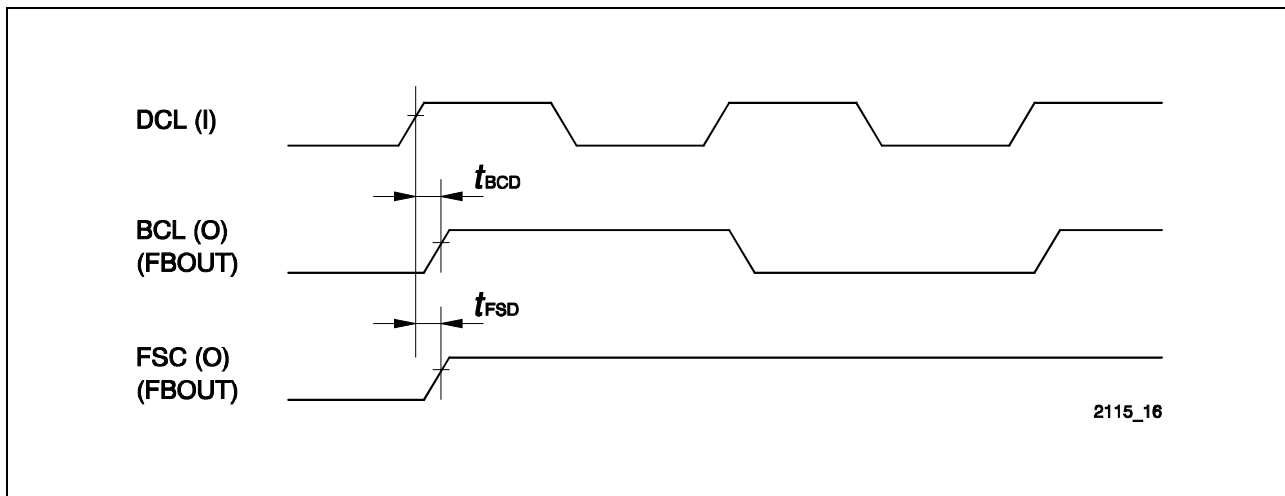 DCL (I)
tBCD
BCL (O)
(FBOUT)
tFSD
FSC (O)
(FBOUT)
2115_16